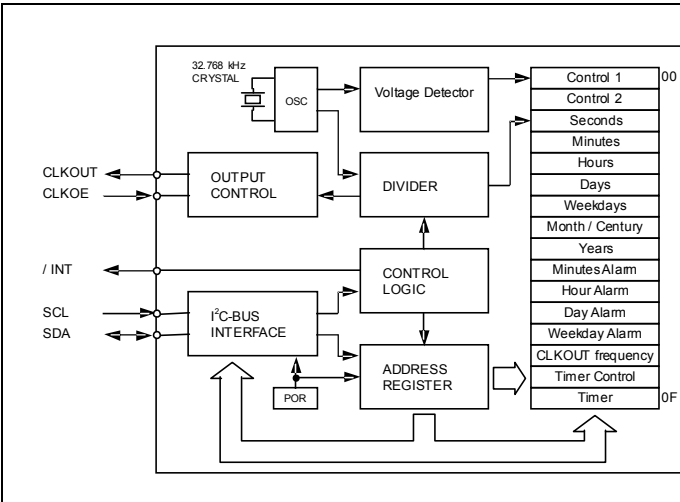 32.768 kHz
CRYSTAL
OSC
Voltage Detector
Control 1
00
Control 2
Seconds
Minutes
Hours
Days
Weekdays
Month / Century
Years
MinutesAlarm
Hour Alarm
Day Alarm
Weekday Alarm
CLKOUT frequency
Timer Control
Timer
0F
CLKOUT
CLKOE
OUTPUT
CONTROL
DIVIDER
/ INT
CONTROL
LOGIC
SCL
SDA
I²C-BUS
INTERFACE
ADDRESS
REGISTER
POR